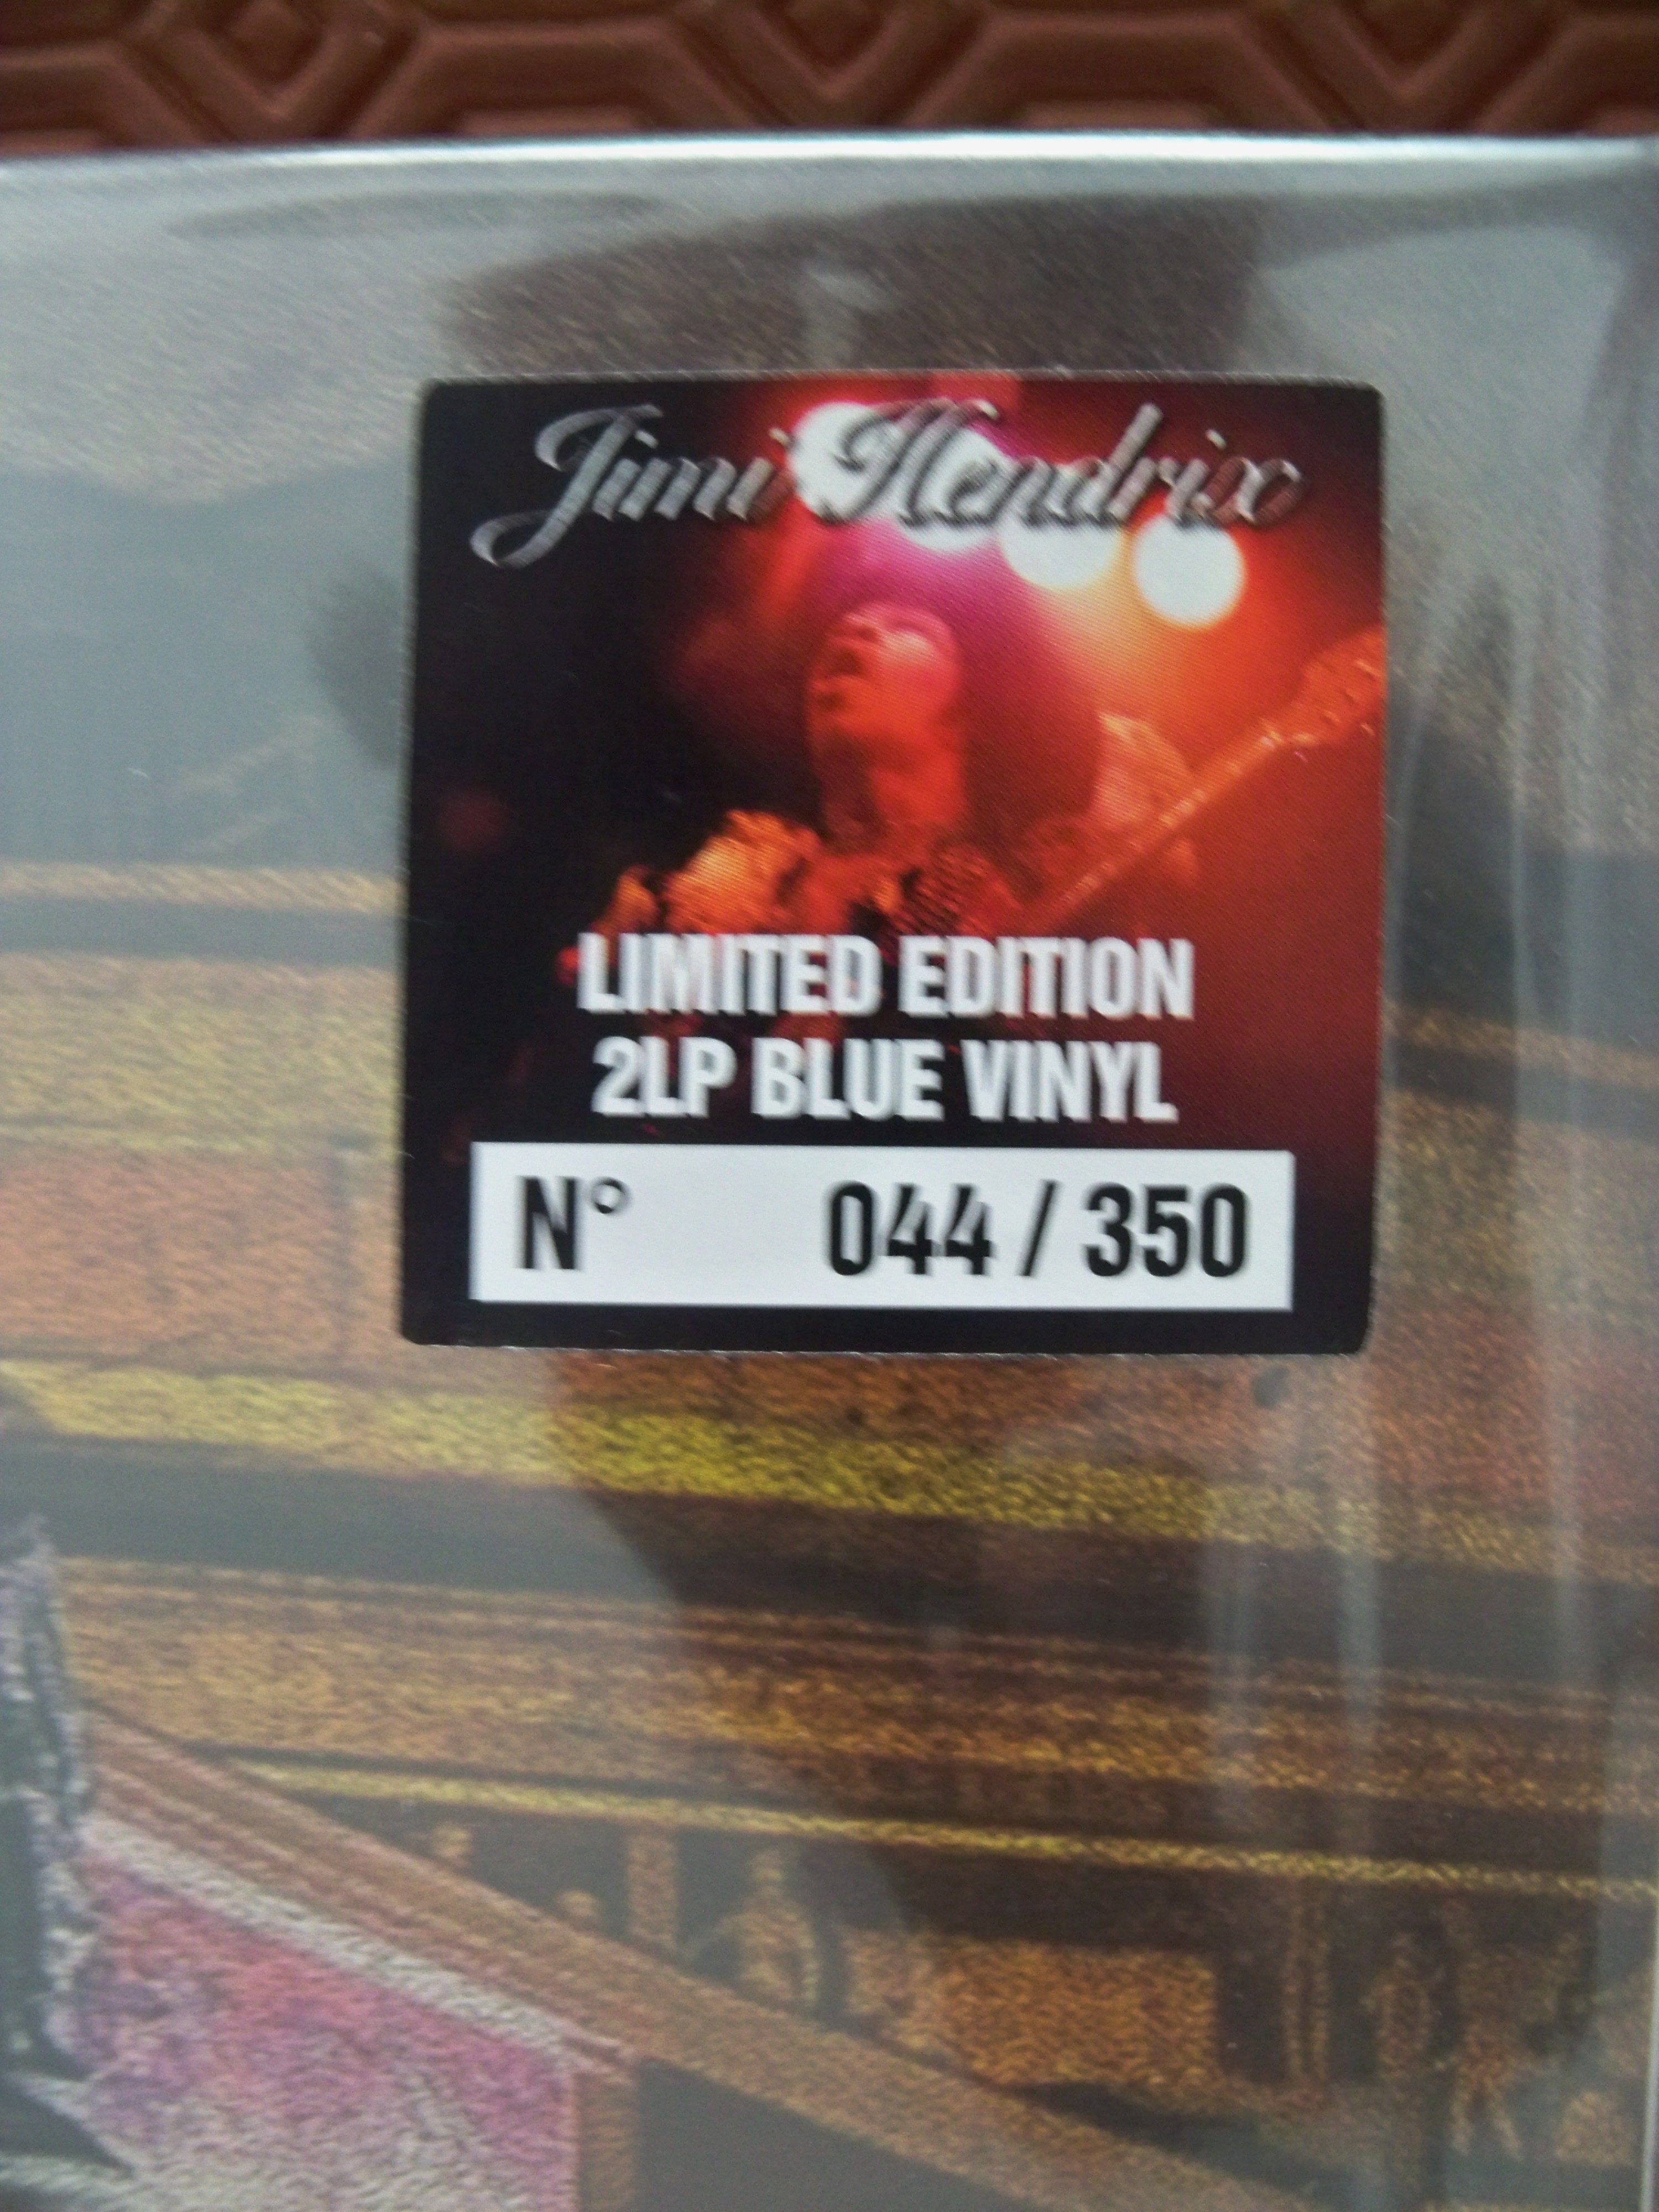 Jimi Hendrix
LIMITED EDITION
2LP BLUE VINYL
N° 044 / 350